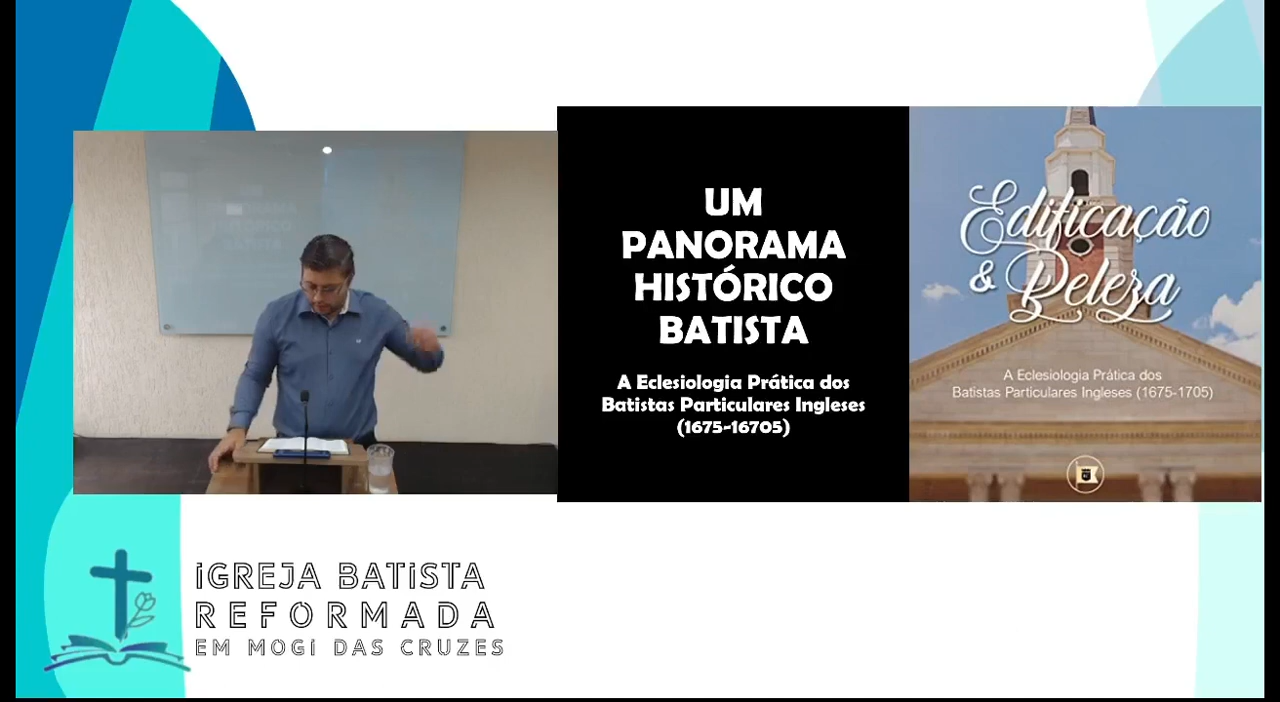 UM
PANORAMA
HISTÓRICO
BATISTA
A Eclesiologia Prática dos
Batistas Particulares Ingleses
(1675-16705)
Edificação
& Beleza
A Eclesiologia Prática dos
Batistas Particulares Ingleses (1675-1705)
IGREJA BATISTA
REFORMADA
EM MOGI DAS CRUZES